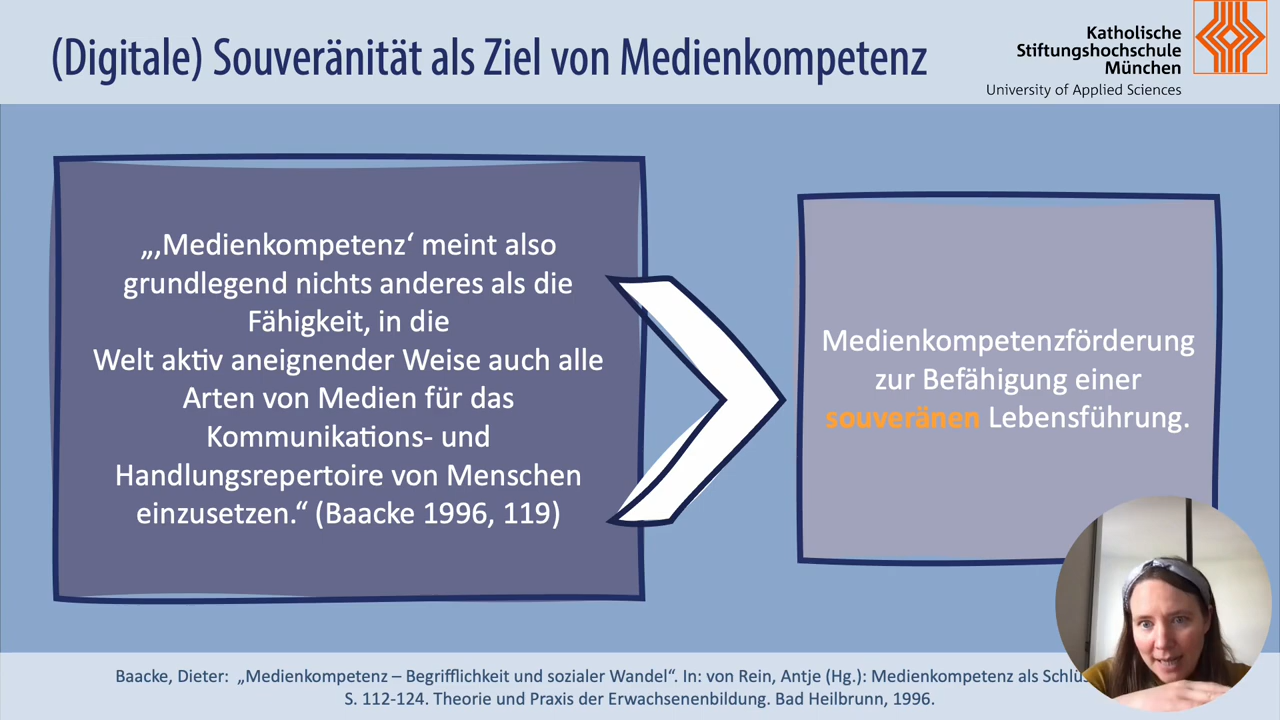 (Digitale) Souveränität als Ziel von Medienkompetenz
Katholische
Stiftungshochschule
München
University of Applied Sciences
„‚Medienkompetenz‘ meint also
grundlegend nichts anderes als die
Fähigkeit, in die
Welt aktiv aneignender Weise auch alle
Arten von Medien für das
Kommunikations- und
Handlungsrepertoire von Menschen
einzusetzen.“ (Baacke 1996, 119)
Medienkompetenzförderung
zur Befähigung einer
souveränen Lebensführung.
Baacke, Dieter: „Medienkompetenz – Begrifflichkeit und sozialer Wandel“. In: von Rein, Antje (Hg.): Medienkompetenz als
S. 112-124. Theorie und Praxis der Erwachsenenbildung. Bad Heilbrunn, 1996.